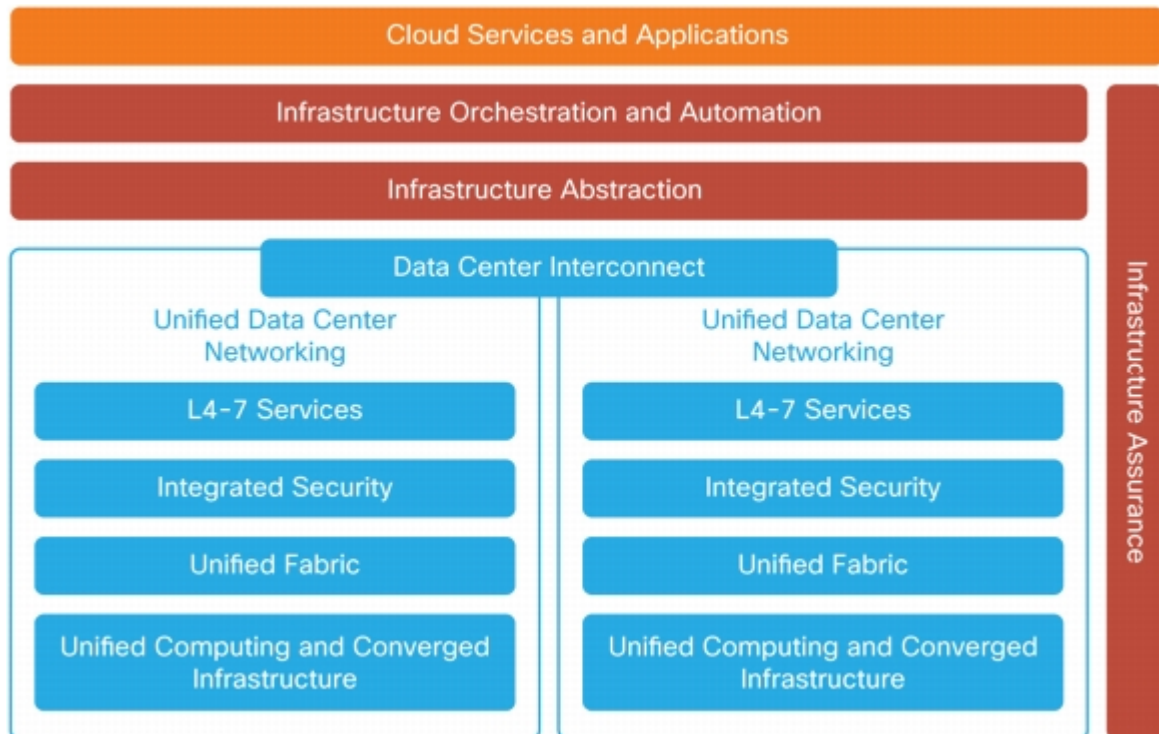 Cloud Services and Applications
Infrastructure Orchestration and Automation
Infrastructure Abstraction
Data Center Interconnect
Unified Data Center
Networking
L4-7 Services
Integrated Security
Unified Fabric
Unified Computing and Converged
Infrastructure
Unified Data Center
Networking
L4-7 Services
Integrated Security
Unified Fabric
Unified Computing and Converged
Infrastructure
Infrastructure Assurance